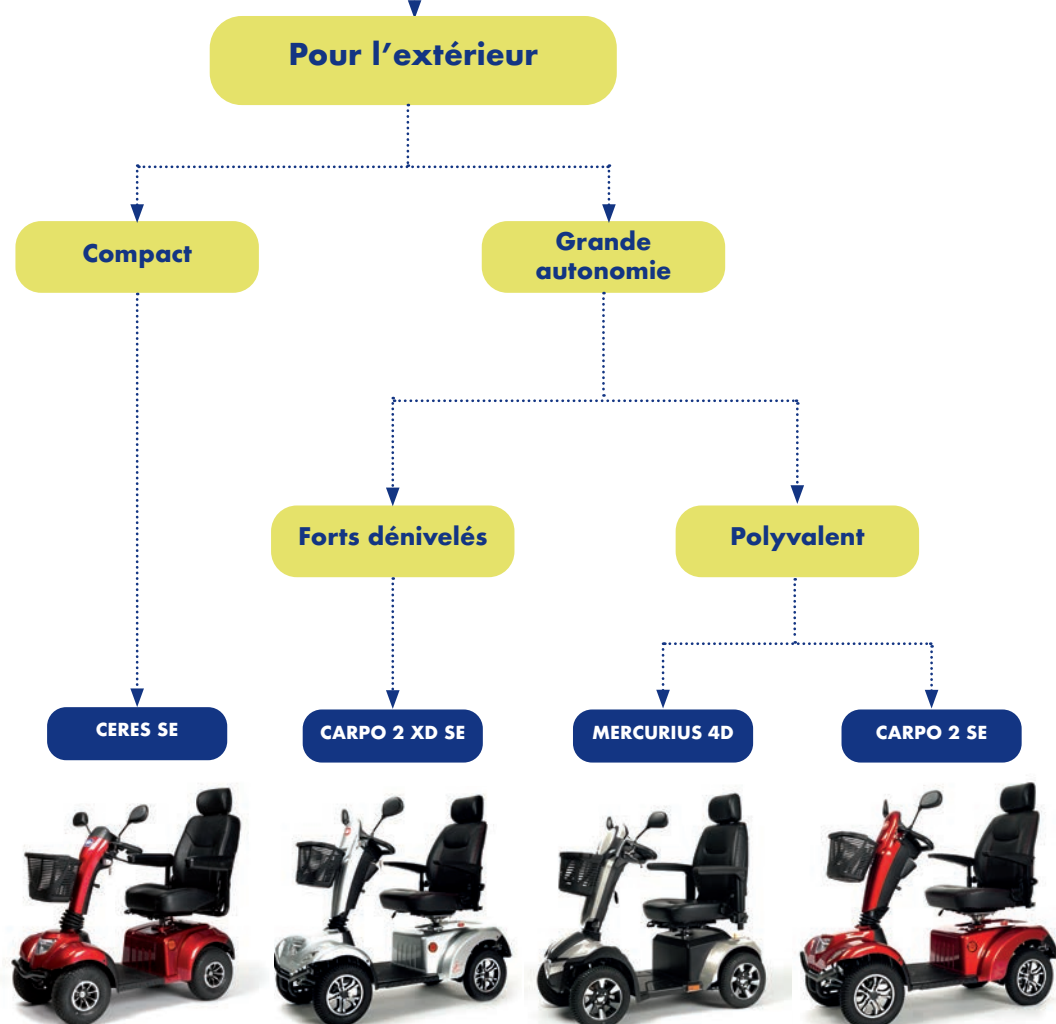 Pour l’extérieur
Compact
Grande
autonomie
Forts dénivelés
Polyvalent
CERES SE
CARPO 2 XD SE
MERCURIUS 4D
CARPO 2 SE